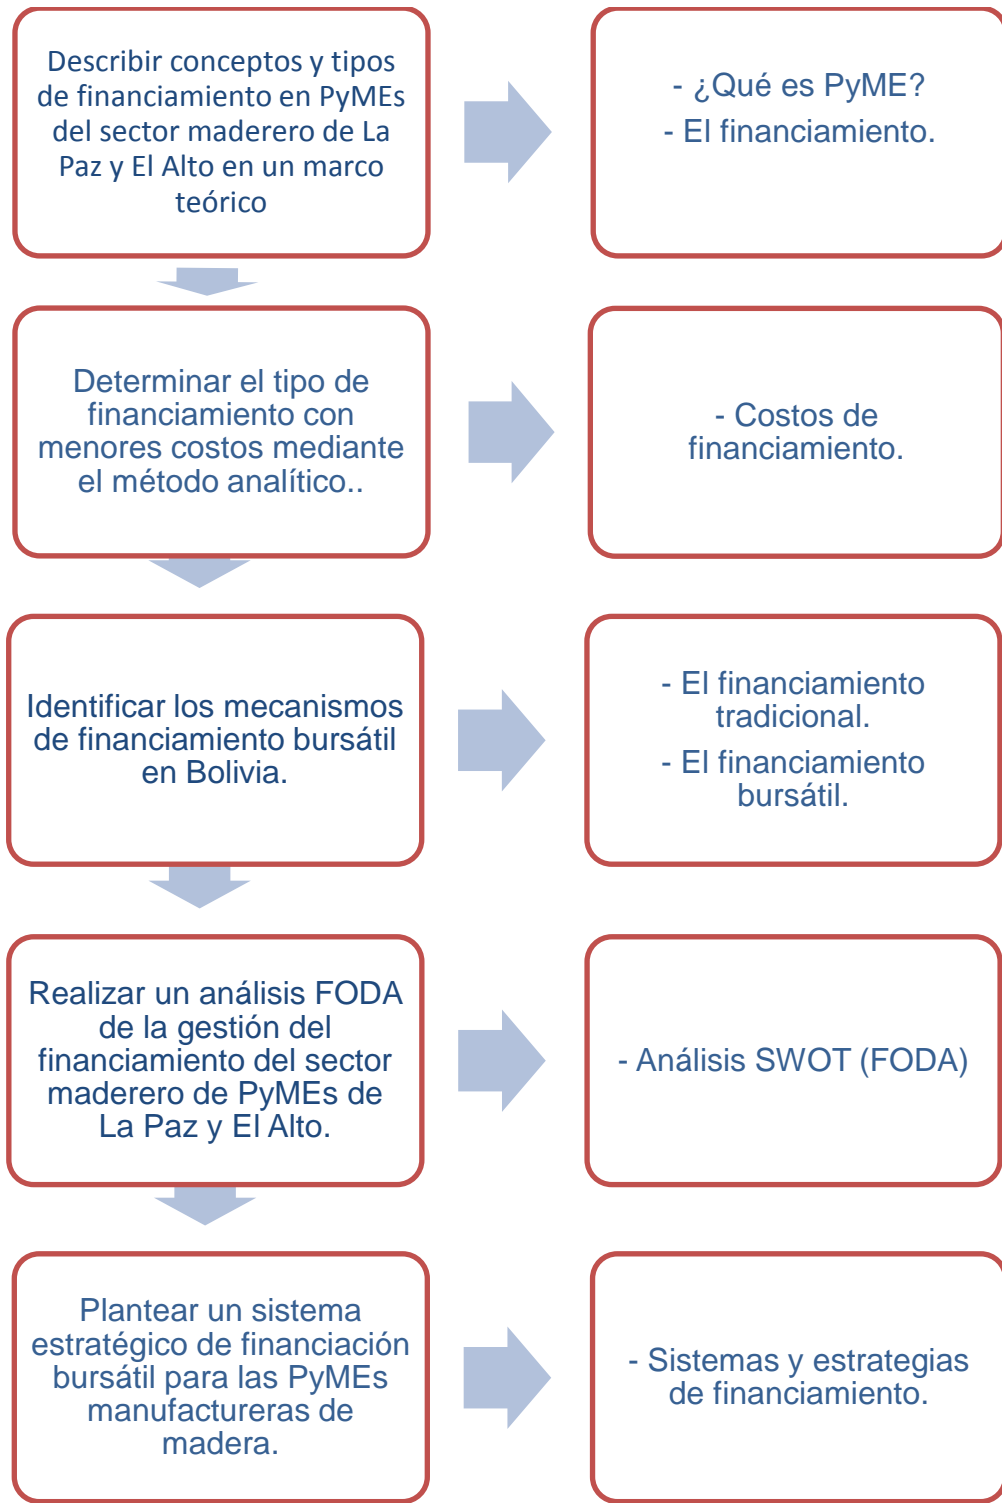 Describir conceptos y tipos
de financiamiento en PyMEs
del sector maderero de La
Paz y El Alto en un marco
teórico
- ¿Qué es PyME?
- El financiamiento.
Determinar el tipo de
financiamiento con
menores costos mediante
el método analítico..
- Costos de
financiamiento.
Identificar los mecanismos
de financiamiento bursátil
en Bolivia.
- El financiamiento
tradicional.
- El financiamiento
bursátil.
Realizar un análisis FODA
de la gestión del
financiamiento del sector
maderero de PyMEs de
La Paz y El Alto.
- Análisis SWOT (FODA)
Plantear un sistema
estratégico de financiación
bursátil para las PyMEs
manufactureras de
madera.
- Sistemas y estrategias
de financiamiento.